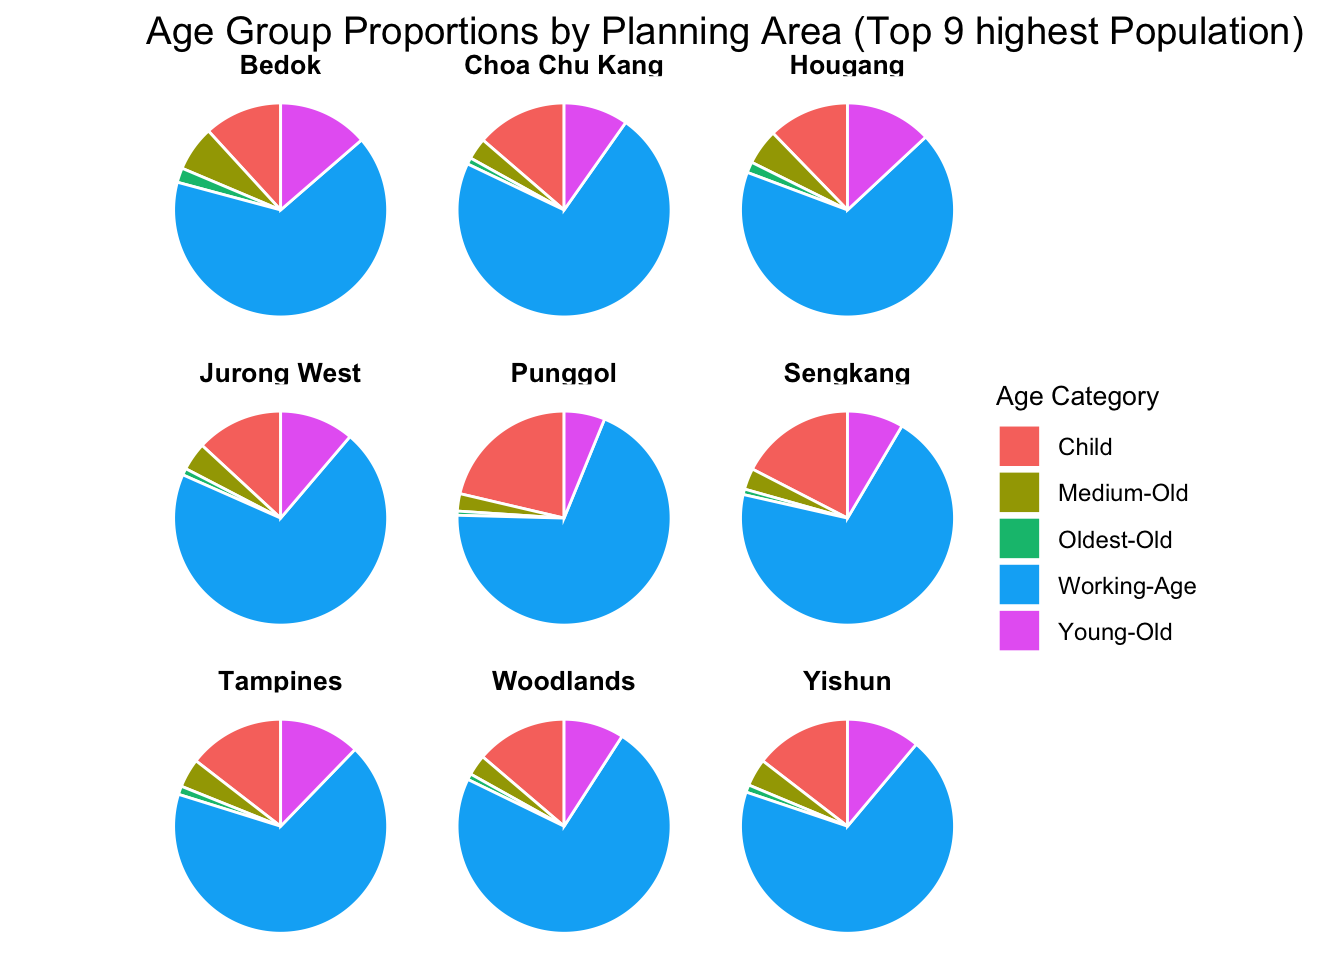 Age Group Proportions by Planning Area (Top 9 highest Population)
Bedok
Choa Chu Kang
Hougang
Jurong West
Punggol
Sengkang
Age Category
Child
Medium-Old
Oldest-Old
Working-Age
Young-Old
Tampines
Woodlands
Yishun